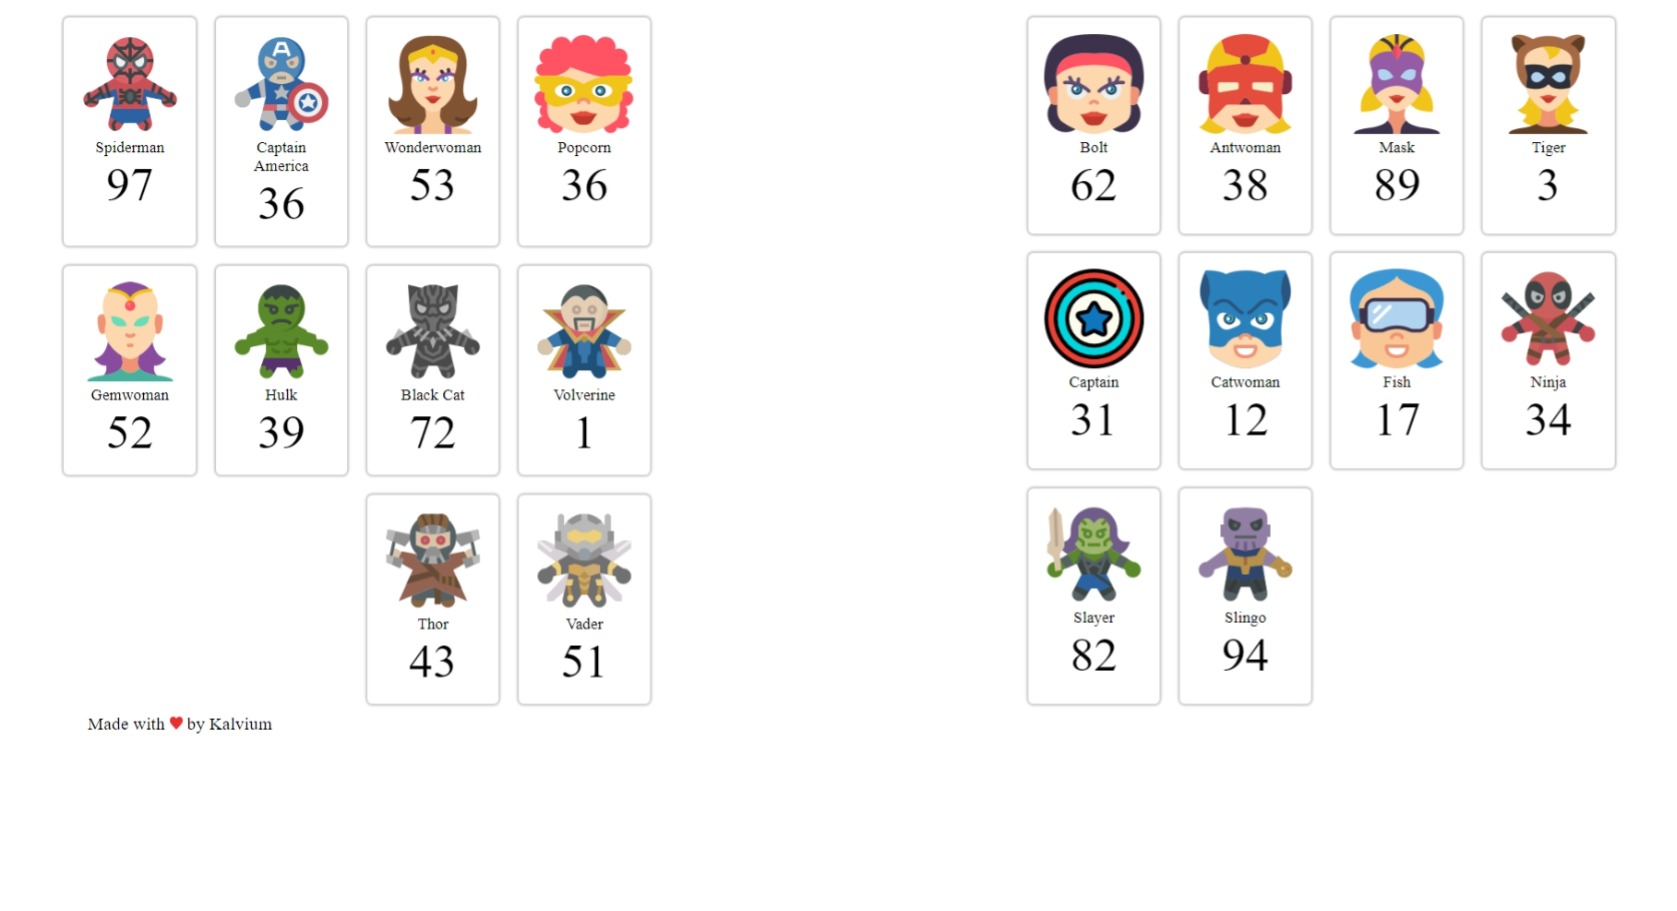 Spiderman
97
Captain
America
36
Wonderwoman
53
Popcorn
36
Gemwoman
52
Hulk
39
Black Cat
72
Volverine
1
Thor
43
Vader
51
Bolt
62
Antwoman
38
Mask
89
Tiger
3
Captain
31
Catwoman
12
Fish
17
Ninja
34
Slayer
82
Slingo
94
Made with ❤ by Kalvium